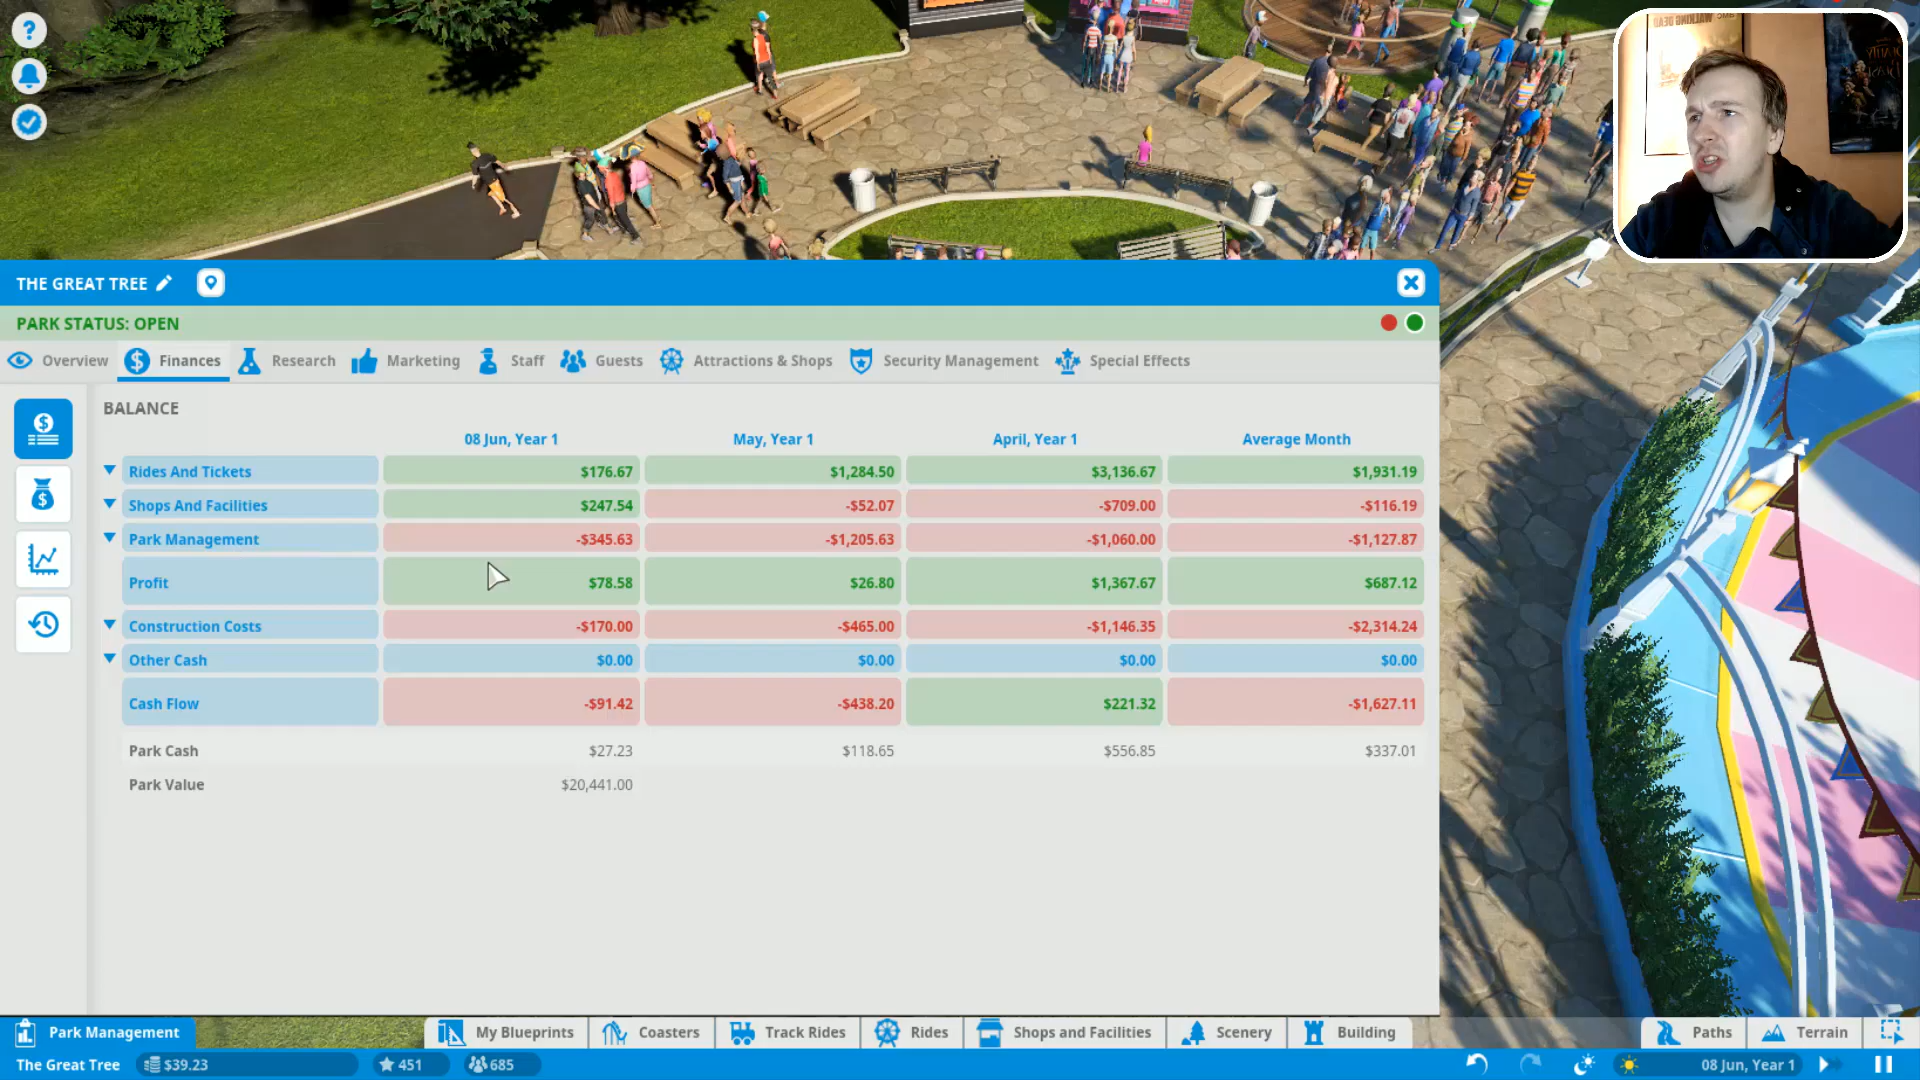 ?
THE GREAT TREE
PARK STATUS: OPEN
Overview
Finances
Research
Marketing
Staff
Guests
Attractions & Shops
Security Management
Special Effects
BALANCE
08 Jun, Year 1 May, Year 1 April, Year 1 Average Month
Rides And Tickets $176.67 $1,284.50 $3,136.67 $1,931.19
Shops And Facilities $247.54 -$52.07 -$709.00 -$116.19
Park Management -$345.63 -$1,205.63 -$1,060.00 -$1,127.87
Profit $78.58 $26.80 $1,367.67 $687.12
Construction Costs -$170.00 -$465.00 -$1,146.35 -$2,314.24
Other Cash $0.00 $0.00 $0.00 $0.00
Cash Flow -$91.42 -$438.20 $221.32 -$1,627.11
Park Cash $27.23 $118.65 $556.85 $337.01
Park Value $20,441.00
Park Management
My Blueprints
Coasters
Track Rides
Rides
Shops and Facilities
Scenery
Building
Paths
Terrain
The Great Tree $39.23 451 685 08 Jun, Year 1